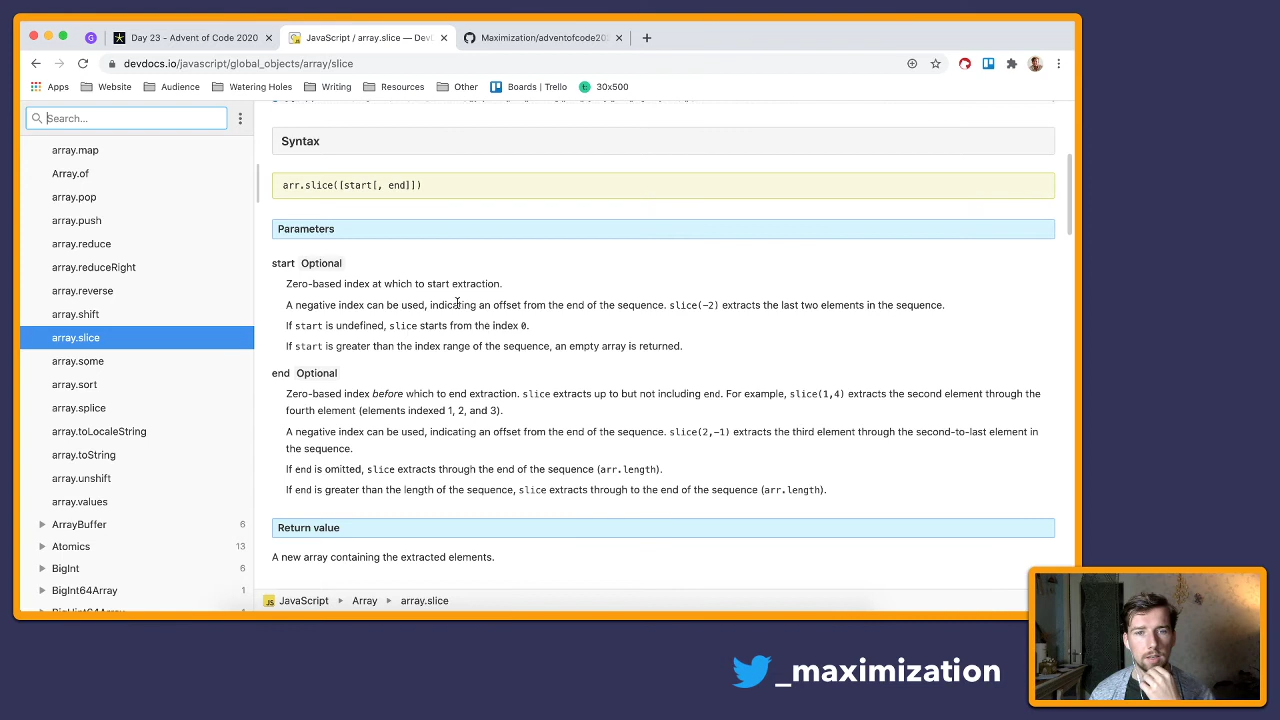 Day 23 - Advent of Code 2020
JavaScript / array.slice — Dev
Maximization/adventofcode202
devdocs.io/javascript/global_objects/array/slice
Apps Website Audience Watering Holes Writing Resources Other Boards | Trello 30x500
Search...
array.map
Array.of
array.pop
array.push
array.reduce
array.reduceRight
array.reverse
array.shift
array.slice
array.some
array.sort
array.splice
array.toLocaleString
array.toString
array.unshift
array.values
ArrayBuffer 6
Atomics 13
BigInt 6
BigInt64Array 1
Syntax
arr.slice([start[, end]])
Parameters
start Optional
Zero-based index at which to start extraction.
A negative index can be used, indicating an offset from the end of the sequence. slice(-2) extracts the last two elements in the sequence.
If start is undefined, slice starts from the index 0.
If start is greater than the index range of the sequence, an empty array is returned.
end Optional
Zero-based index before which to end extraction. slice extracts up to but not including end. For example, slice(1,4) extracts the second element through the
fourth element (elements indexed 1, 2, and 3).
A negative index can be used, indicating an offset from the end of the sequence. slice(2,-1) extracts the third element through the second-to-last element in
the sequence.
If end is omitted, slice extracts through the end of the sequence (arr.length).
If end is greater than the length of the sequence, slice extracts through to the end of the sequence (arr.length).
Return value
A new array containing the extracted elements.
JS JavaScript Array array.slice
_maximization